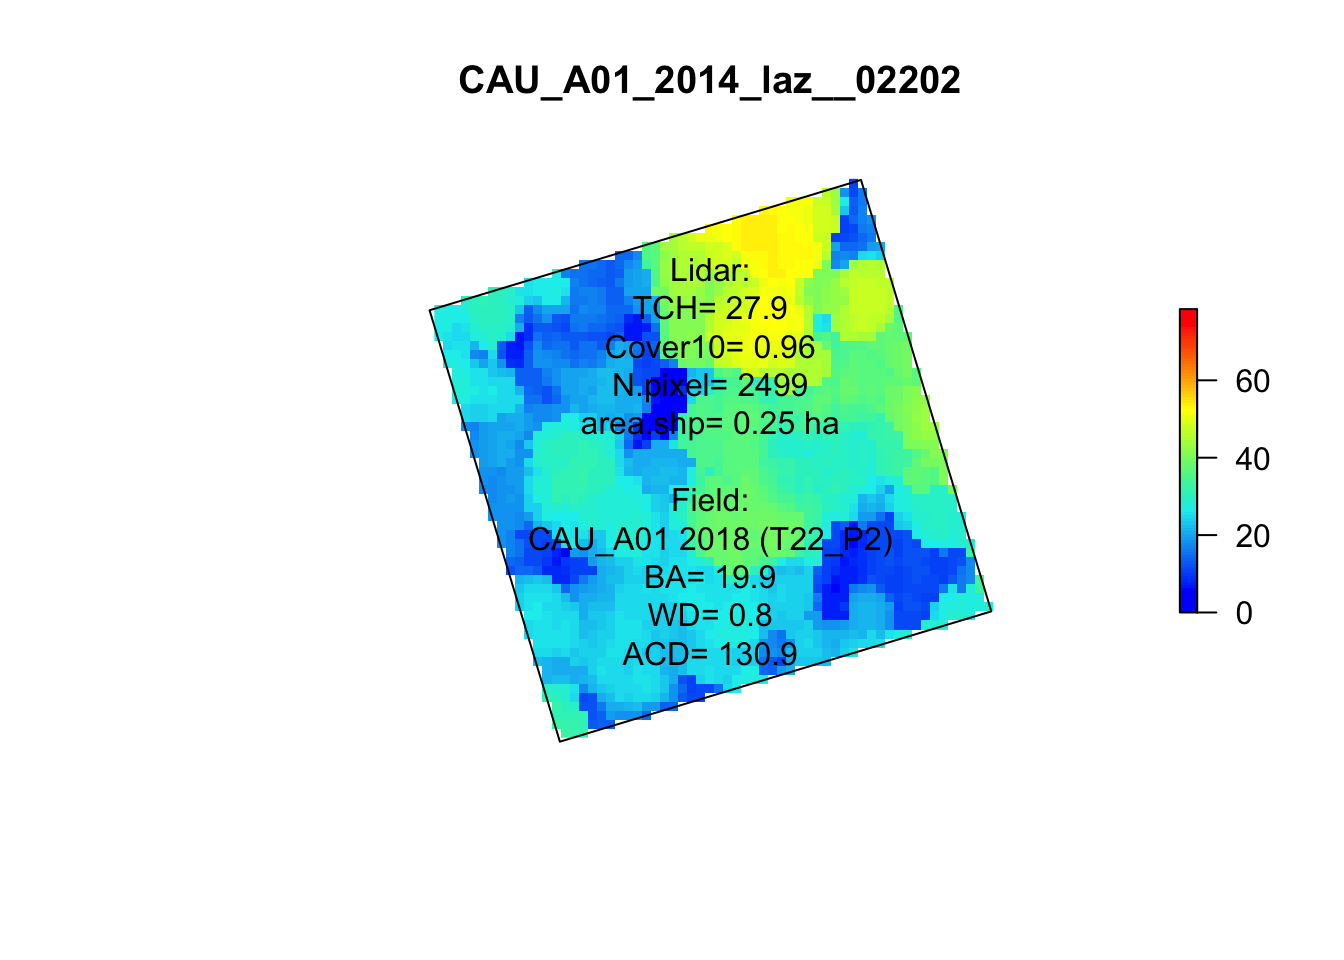 CAU_A01_2014_laz__02202
Lidar:
TCH= 27.9
Cover10= 0.96
N.pixel= 2499
area.shp= 0.25 ha
Field:
CAU_A01 2018 (T22_P2)
BA= 19.9
WD= 0.8
ACD= 130.9
60
40
20
0